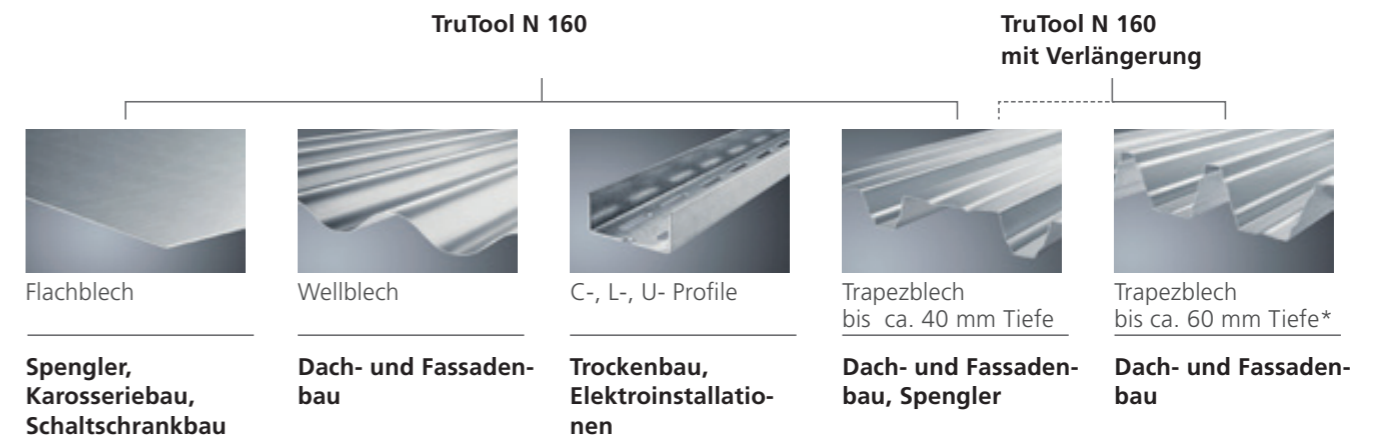 TruTool N 160
TruTool N 160
mit Verlängerung
Flachblech
Wellblech
C-, L-, U- Profile
Trapezblech
bis ca. 40 mm Tiefe
Trapezblech
bis ca. 60 mm Tiefe*
Spengler,
Karosseriebau,
Schaltschrankbau
Dach- und Fassaden-
bau
Trockenbau,
Elektroinstallatio-
nen
Dach- und Fassaden-
bau, Spengler
Dach- und Fassaden-
bau